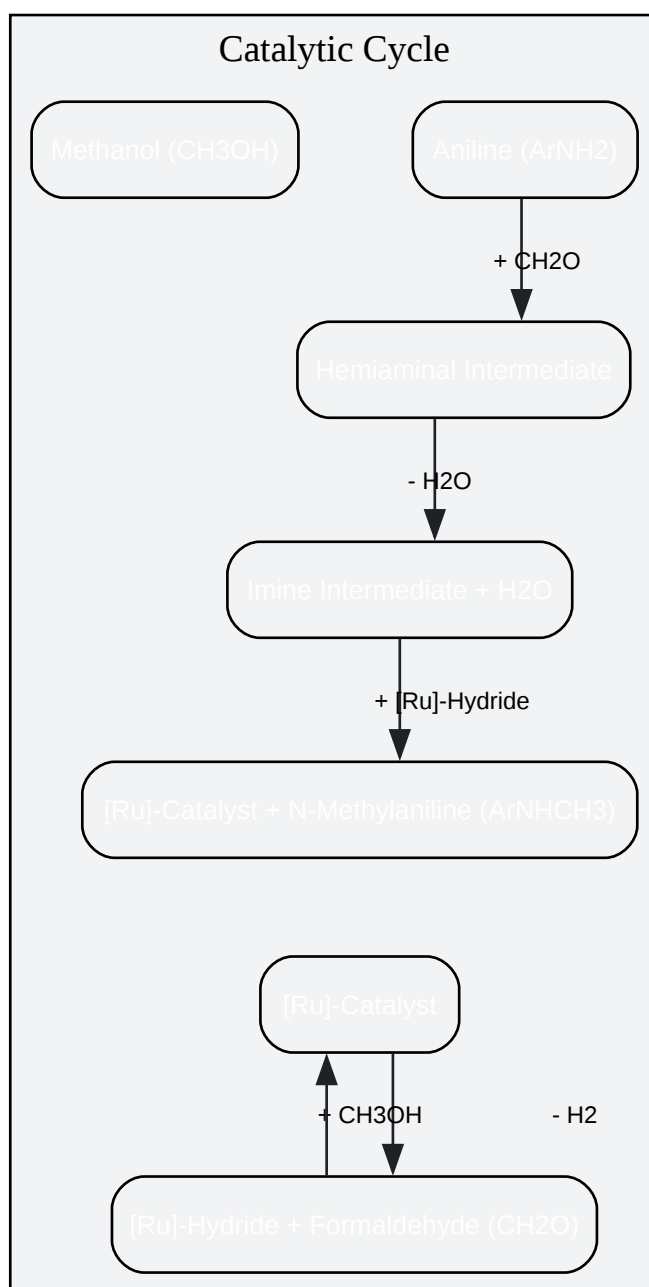 Catalytic Cycle
Methanol (CH3OH)
Aniline (ArNH2)
+ CH2O
Hemiaminal Intermediate
- H2O
Imine Intermediate + H2O
+ [Ru]-Hydride
[Ru]-Catalyst + N-Methylaniline (ArNHCH3)
[Ru]-Catalyst
+ CH3OH
- H2
[Ru]-Hydride + Formaldehyde (CH2O)